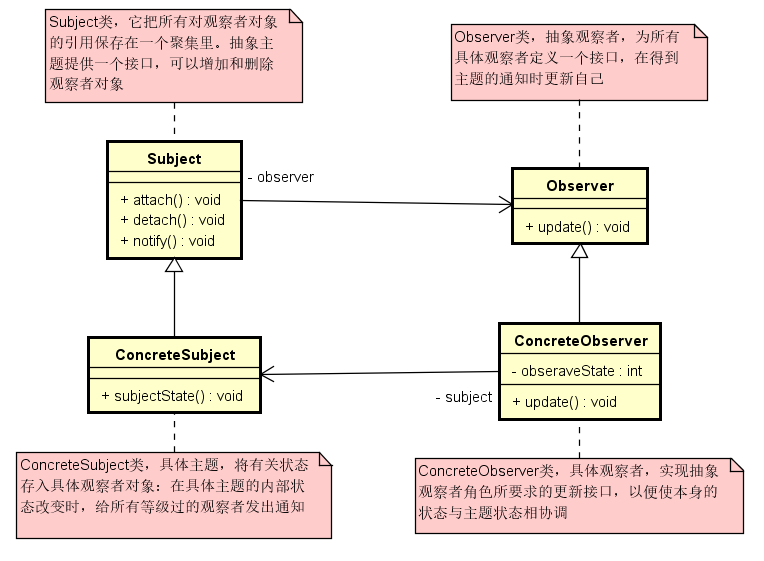 Subject类，它把所有对观察者对象
的引用保存在一个聚集里。抽象主
题提供一个接口，可以增加和删除
观察者对象
Observer类，抽象观察者，为所有
具体观察者定义一个接口，在得到
主题的通知时更新自己
Subject
+ attach() : void
+ detach() : void
+ notify() : void
- observer
Observer
+ update() : void
ConcreteSubject
+ subjectState() : void
ConcreteObserver
- obseraveState : int
+ update() : void
- subject
ConcreteSubject类，具体主题，将有关状态
存入具体观察者对象：在具体主题的内部状
态改变时，给所有等级过的观察者发出通知
ConcreteObserver类，具体观察者，实现抽象
观察者角色所要求的更新接口，以便使本身的
状态与主题状态相协调